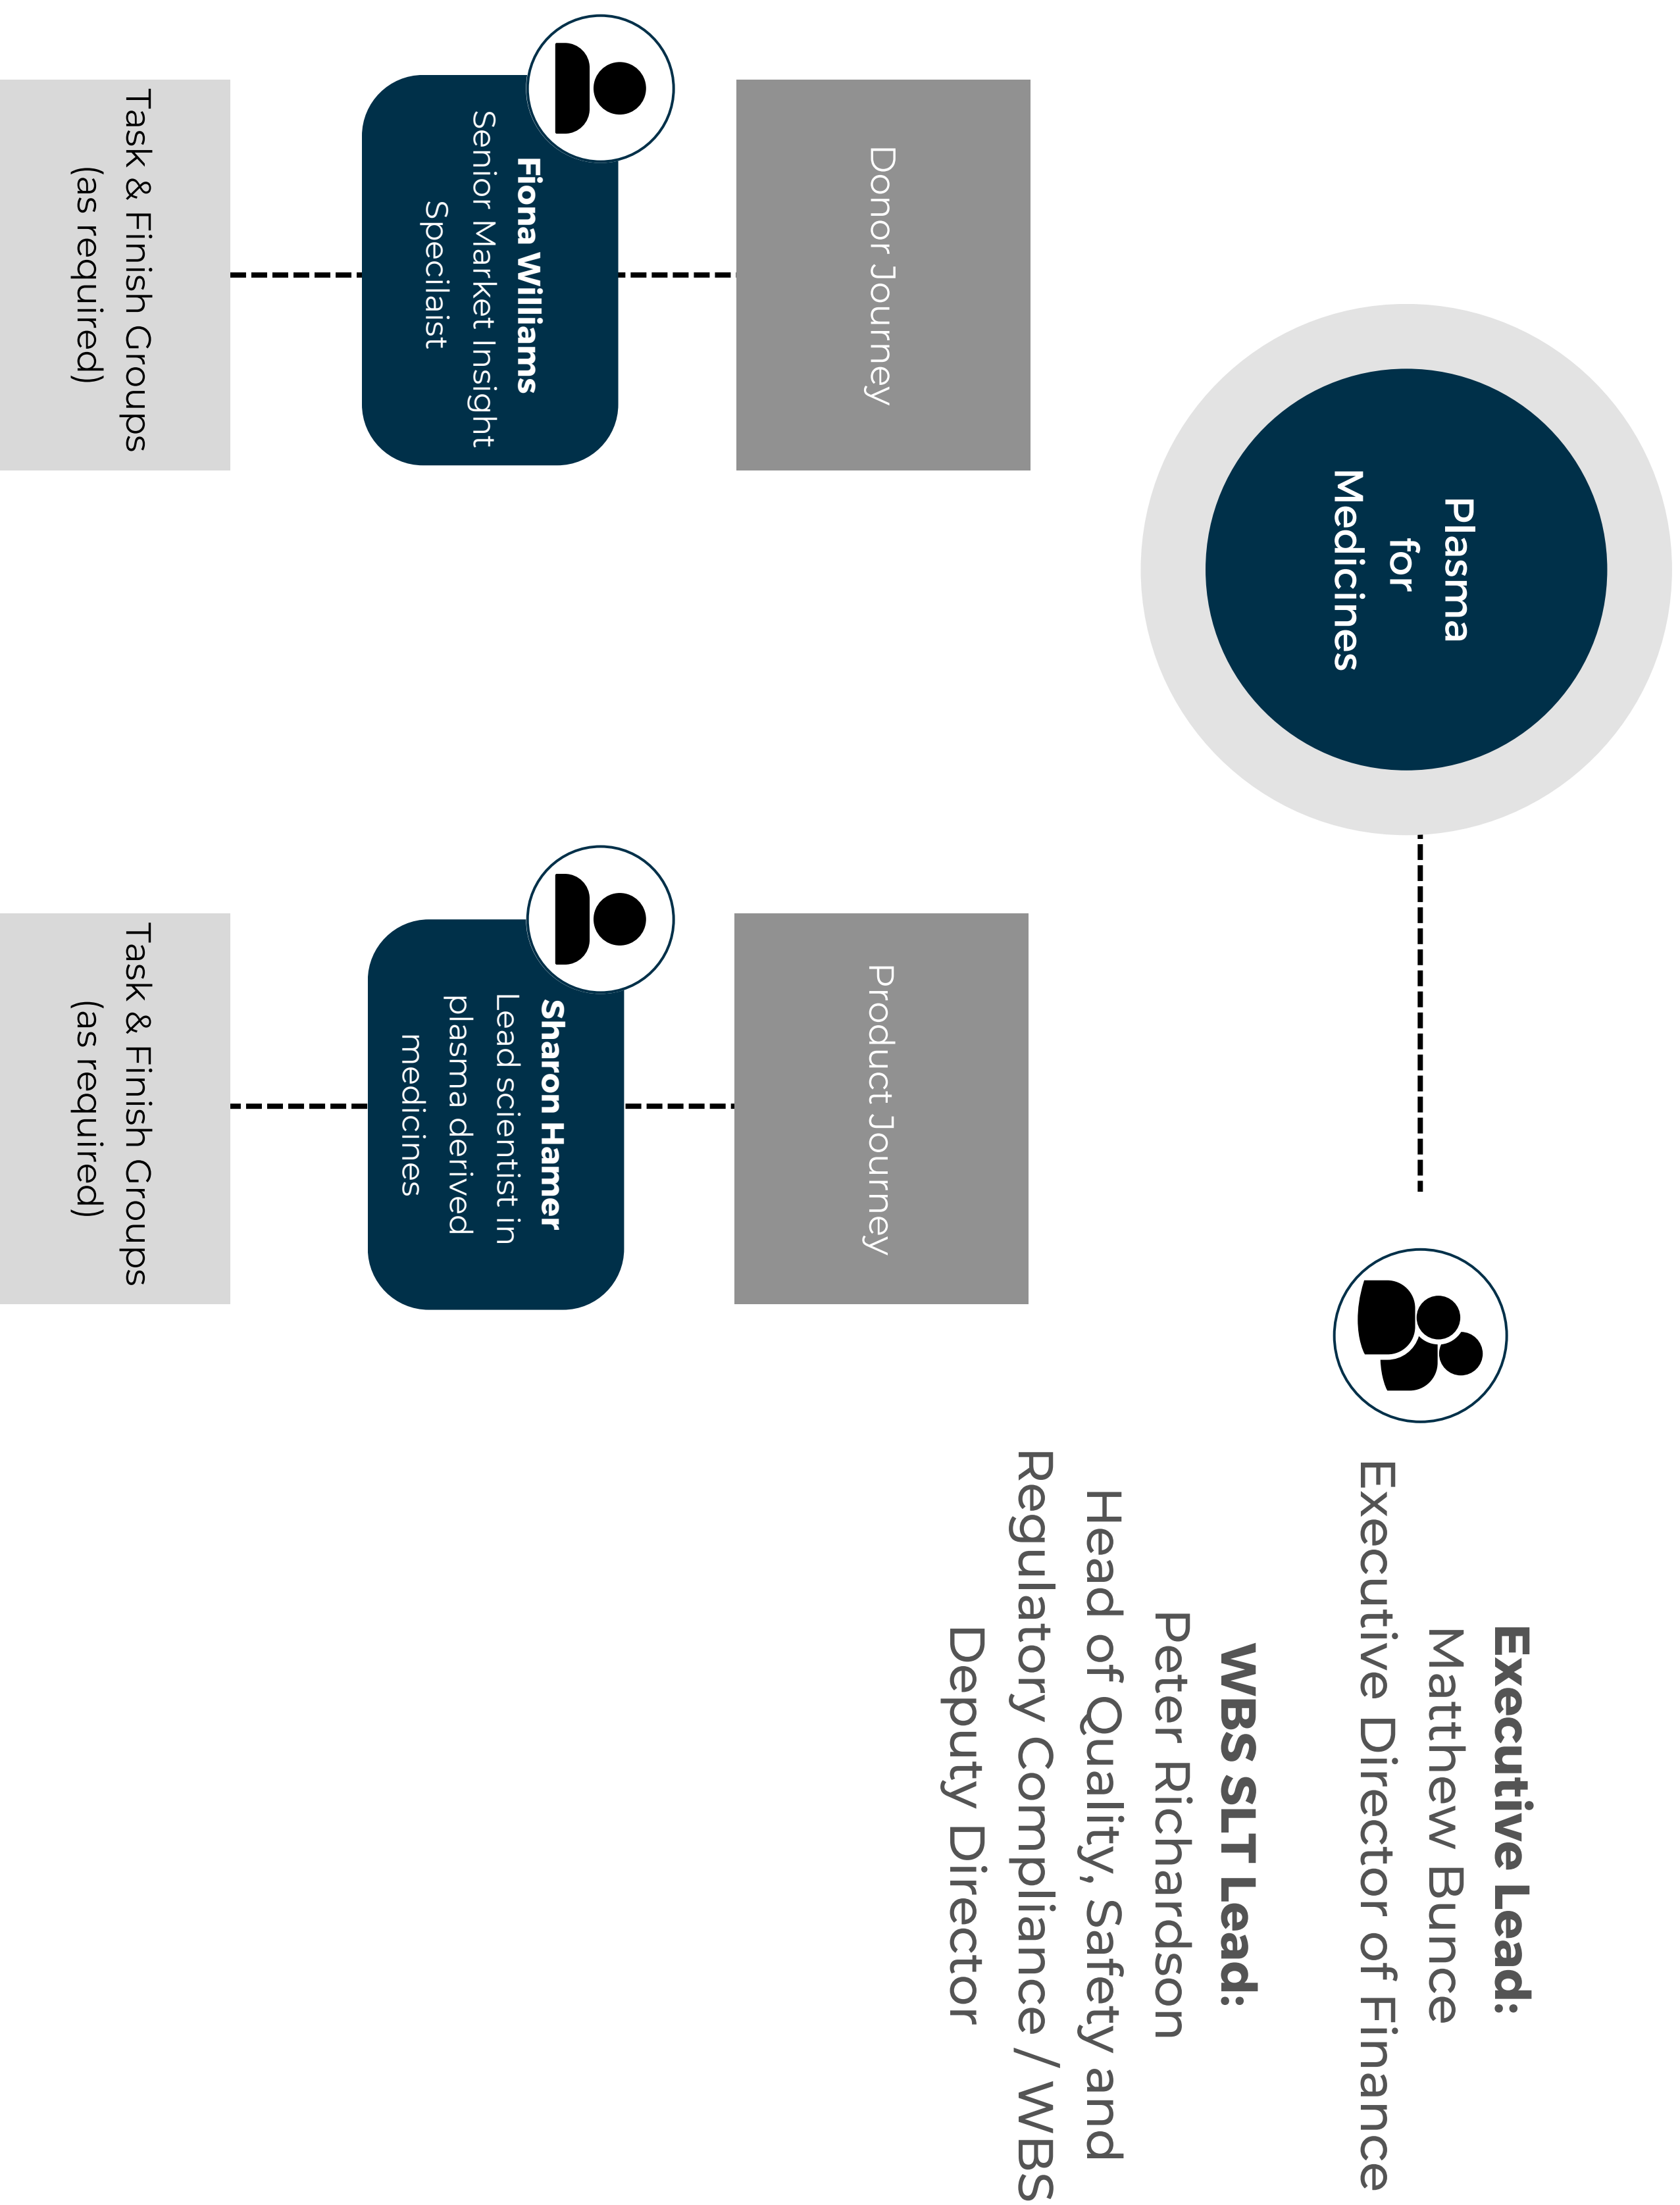 Plasma
for
Medicines
Executive Lead:
Matthew Bunce
Executive Director of Finance
WBS SLT Lead:
Peter Richardson
Head of Quality, Safety and
Regulatory Compliance / WBS
Deputy Director
Donor Journey
Product Journey
Fiona Williams
Senior Market Insight
Specilaist
Sharon Hamer
Lead scientist in
plasma derived
medicines
Task & Finish Groups
(as required)
Task & Finish Groups
(as required)